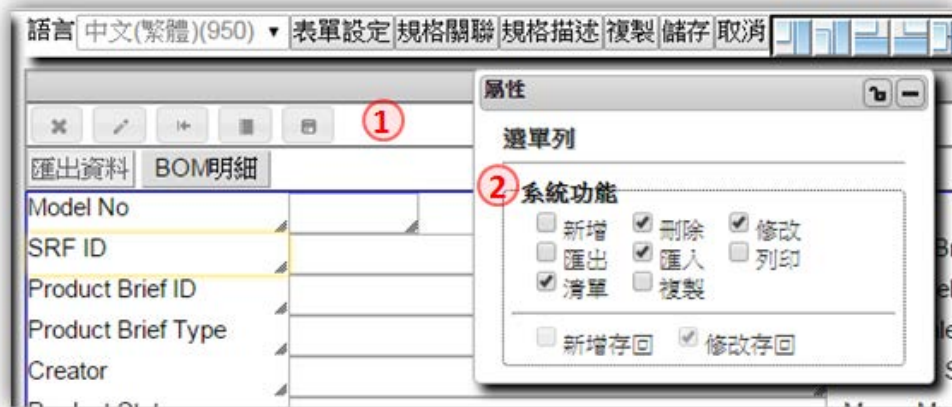 語言 中文(繁體)(950) 表單設定 規格關聯 規格描述 複製 儲存 取消
屬性
1
選單列
匯出資料 BOM明細
2 系統功能
新增 刪除 修改
匯出 匯入 列印
清單 複製
新增存回 修改存回
Model No
SRF ID
Product Brief ID
Product Brief Type
Creator